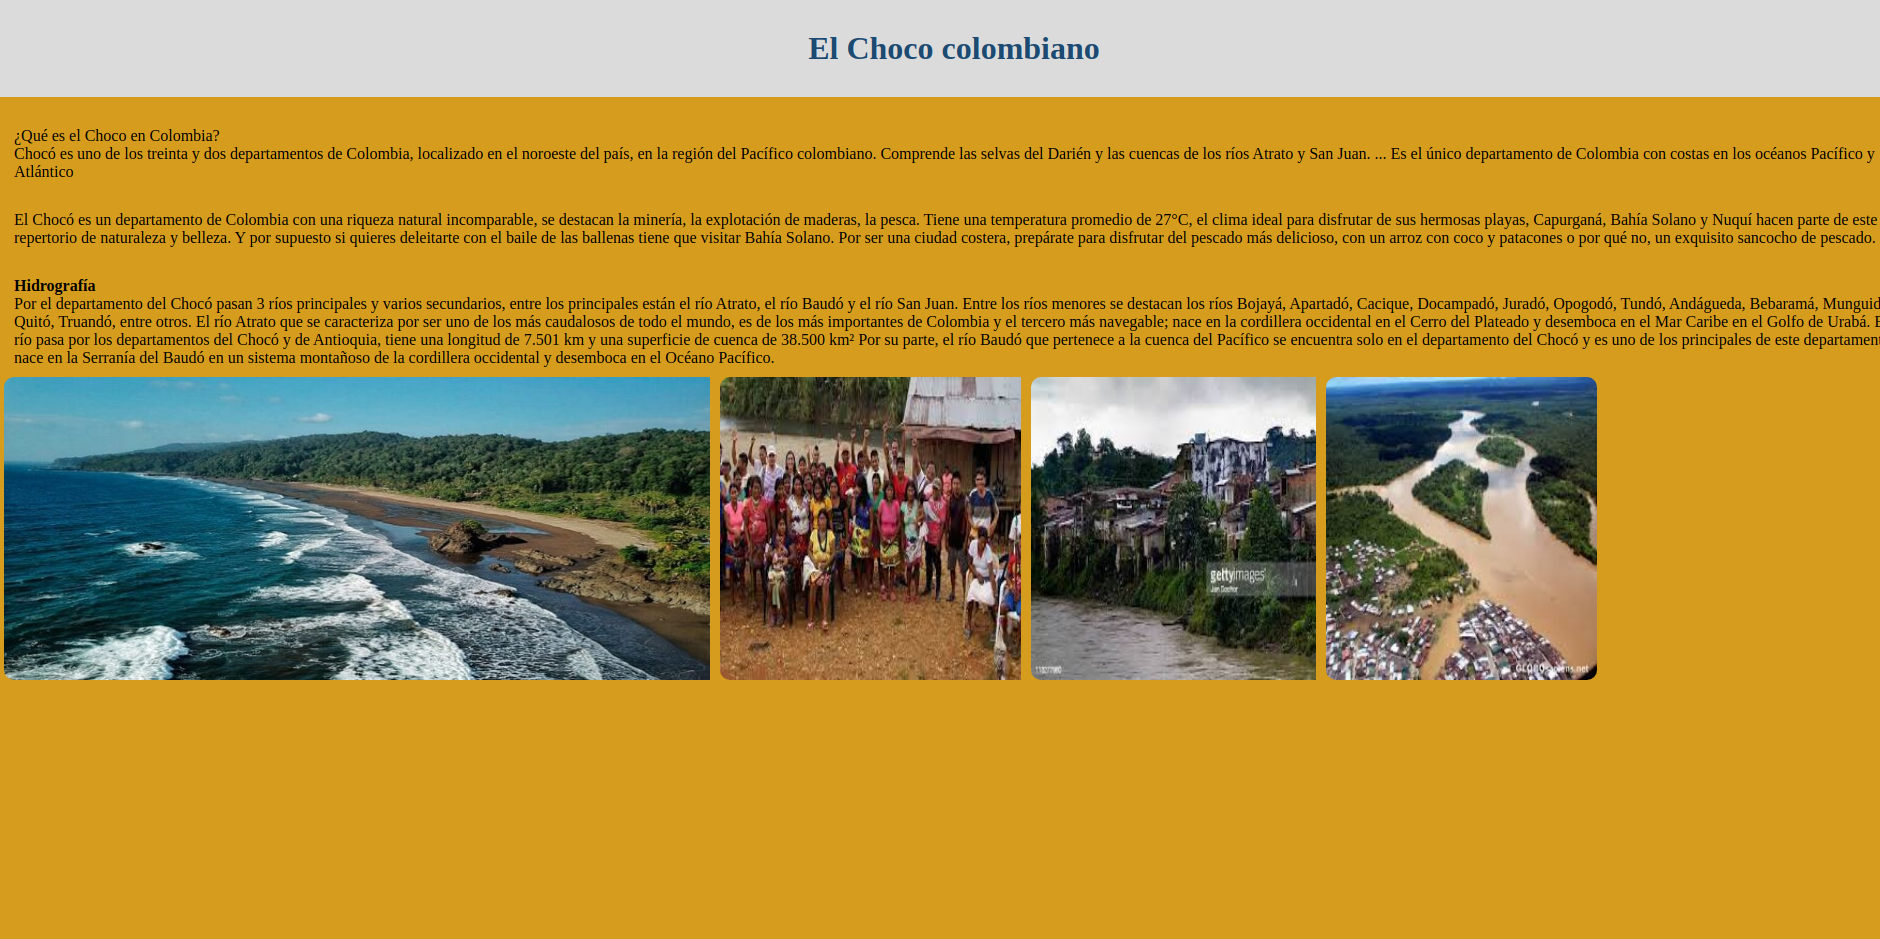 El Choco colombiano
¿Qué es el Choco en Colombia?
Chocó es uno de los treinta y dos departamentos de Colombia, localizado en el noroeste del país, en la región del Pacífico colombiano. Comprende las selvas del Darién y las cuencas de los ríos Atrato y San Juan. ... Es el único departamento de Colombia con costas en los océanos Pacífico y
Atlántico
El Chocó es un departamento de Colombia con una riqueza natural incomparable, se destacan la minería, la explotación de maderas, la pesca. Tiene una temperatura promedio de 27°C, el clima ideal para disfrutar de sus hermosas playas, Capurganá, Bahía Solano y Nuquí hacen parte de este
repertorio de naturaleza y belleza. Y por supuesto si quieres deleitarte con el baile de las ballenas tiene que visitar Bahía Solano. Por ser una ciudad costera, prepárate para disfrutar del pescado más delicioso, con un arroz con coco y patacones o por qué no, un exquisito sancocho de pescado.
Hidrografía
Por el departamento del Chocó pasan 3 ríos principales y varios secundarios, entre los principales están el río Atrato, el río Baudó y el río San Juan. Entre los ríos menores se destacan los ríos Bojayá, Apartadó, Cacique, Docampadó, Juradó, Opogodó, Tundó, Andágueda, Bebaramá, Munguid
Quitó, Truandó, entre otros. El río Atrato que se caracteriza por ser uno de los más caudalosos de todo el mundo, es de los más importantes de Colombia y el tercero más navegable; nace en la cordillera occidental en el Cerro del Plateado y desemboca en el Mar Caribe en el Golfo de Urabá.
río pasa por los departamentos del Chocó y de Antioquia, tiene una longitud de 7.501 km y una superficie de cuenca de 38.500 km² Por su parte, el río Baudó que pertenece a la cuenca del Pacífico se encuentra solo en el departamento del Chocó y es uno de los principales de este departament
nace en la Serranía del Baudó en un sistema montañoso de la cordillera occidental y desemboca en el Océano Pacífico.
gettyimages